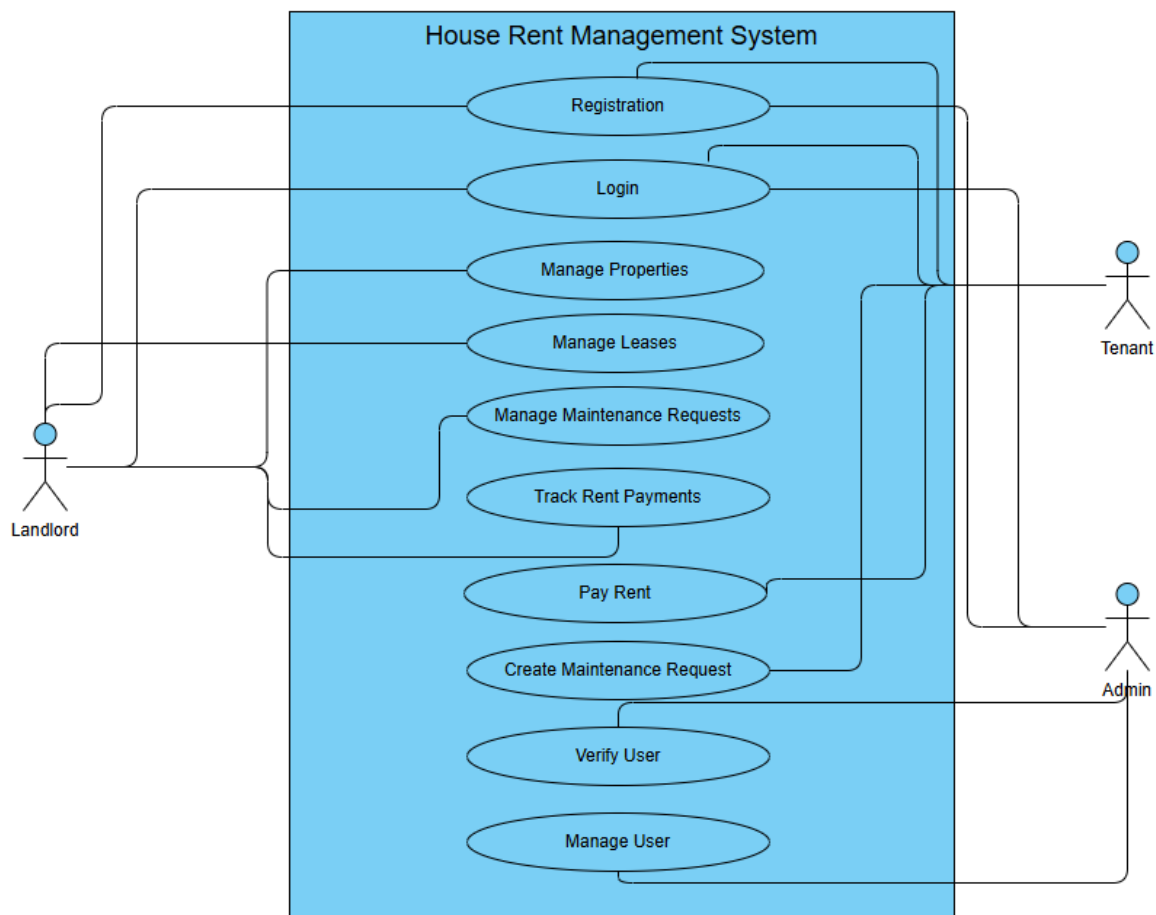 House Rent Management System
Registration
Login
Manage Properties
Tenant
Manage Leases
Manage Maintenance Requests
Landlord
Track Rent Payments
Pay Rent
Create Maintenance Request
Admin
Verify User
Manage User